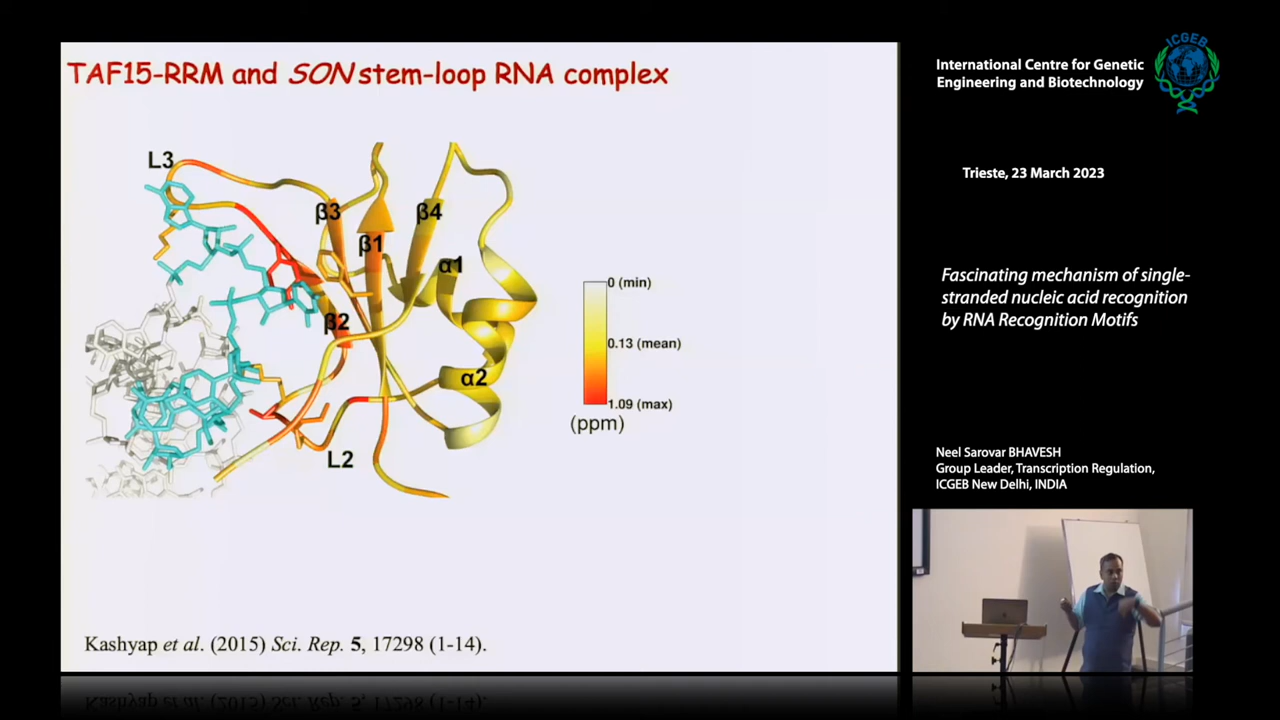 TAF15-RRM and SON stem-loop RNA complex
L3
β3
β4
β1
α1
β2
α2
L2
0 (min)
0.13 (mean)
1.09 (max)
(ppm)
Kashyap et al. (2015) Sci. Rep. 5, 17298 (1-14).
International Centre for Genetic
Engineering and Biotechnology
ICGEB
Trieste, 23 March 2023
Fascinating mechanism of single-
stranded nucleic acid recognition
by RNA Recognition Motifs
Neel Sarovar BHAVESH
Group Leader, Transcription Regulation,
ICGEB New Delhi, INDIA